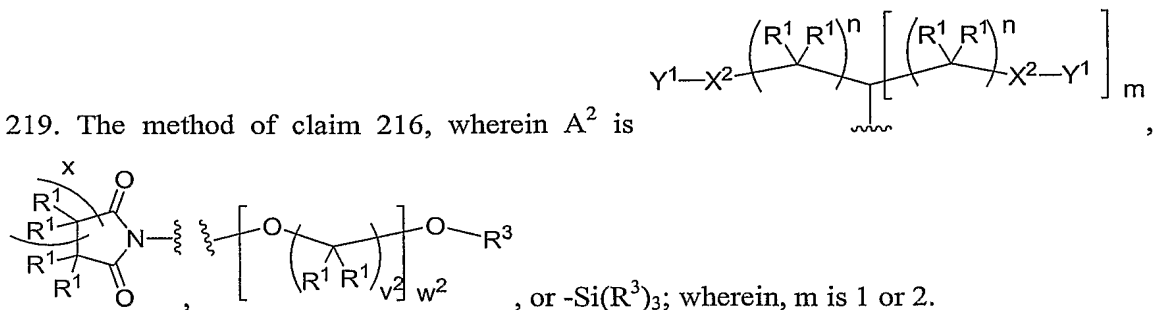 R¹ R¹ n R¹ R¹ n
Y¹—X² X²—Y¹ m
219. The method of claim 216, wherein A² is ,
x O
R¹ R¹ R¹ R¹ N O , O R¹ R¹ v² w² O R³ , or -Si(R³)₃; wherein, m is 1 or 2.